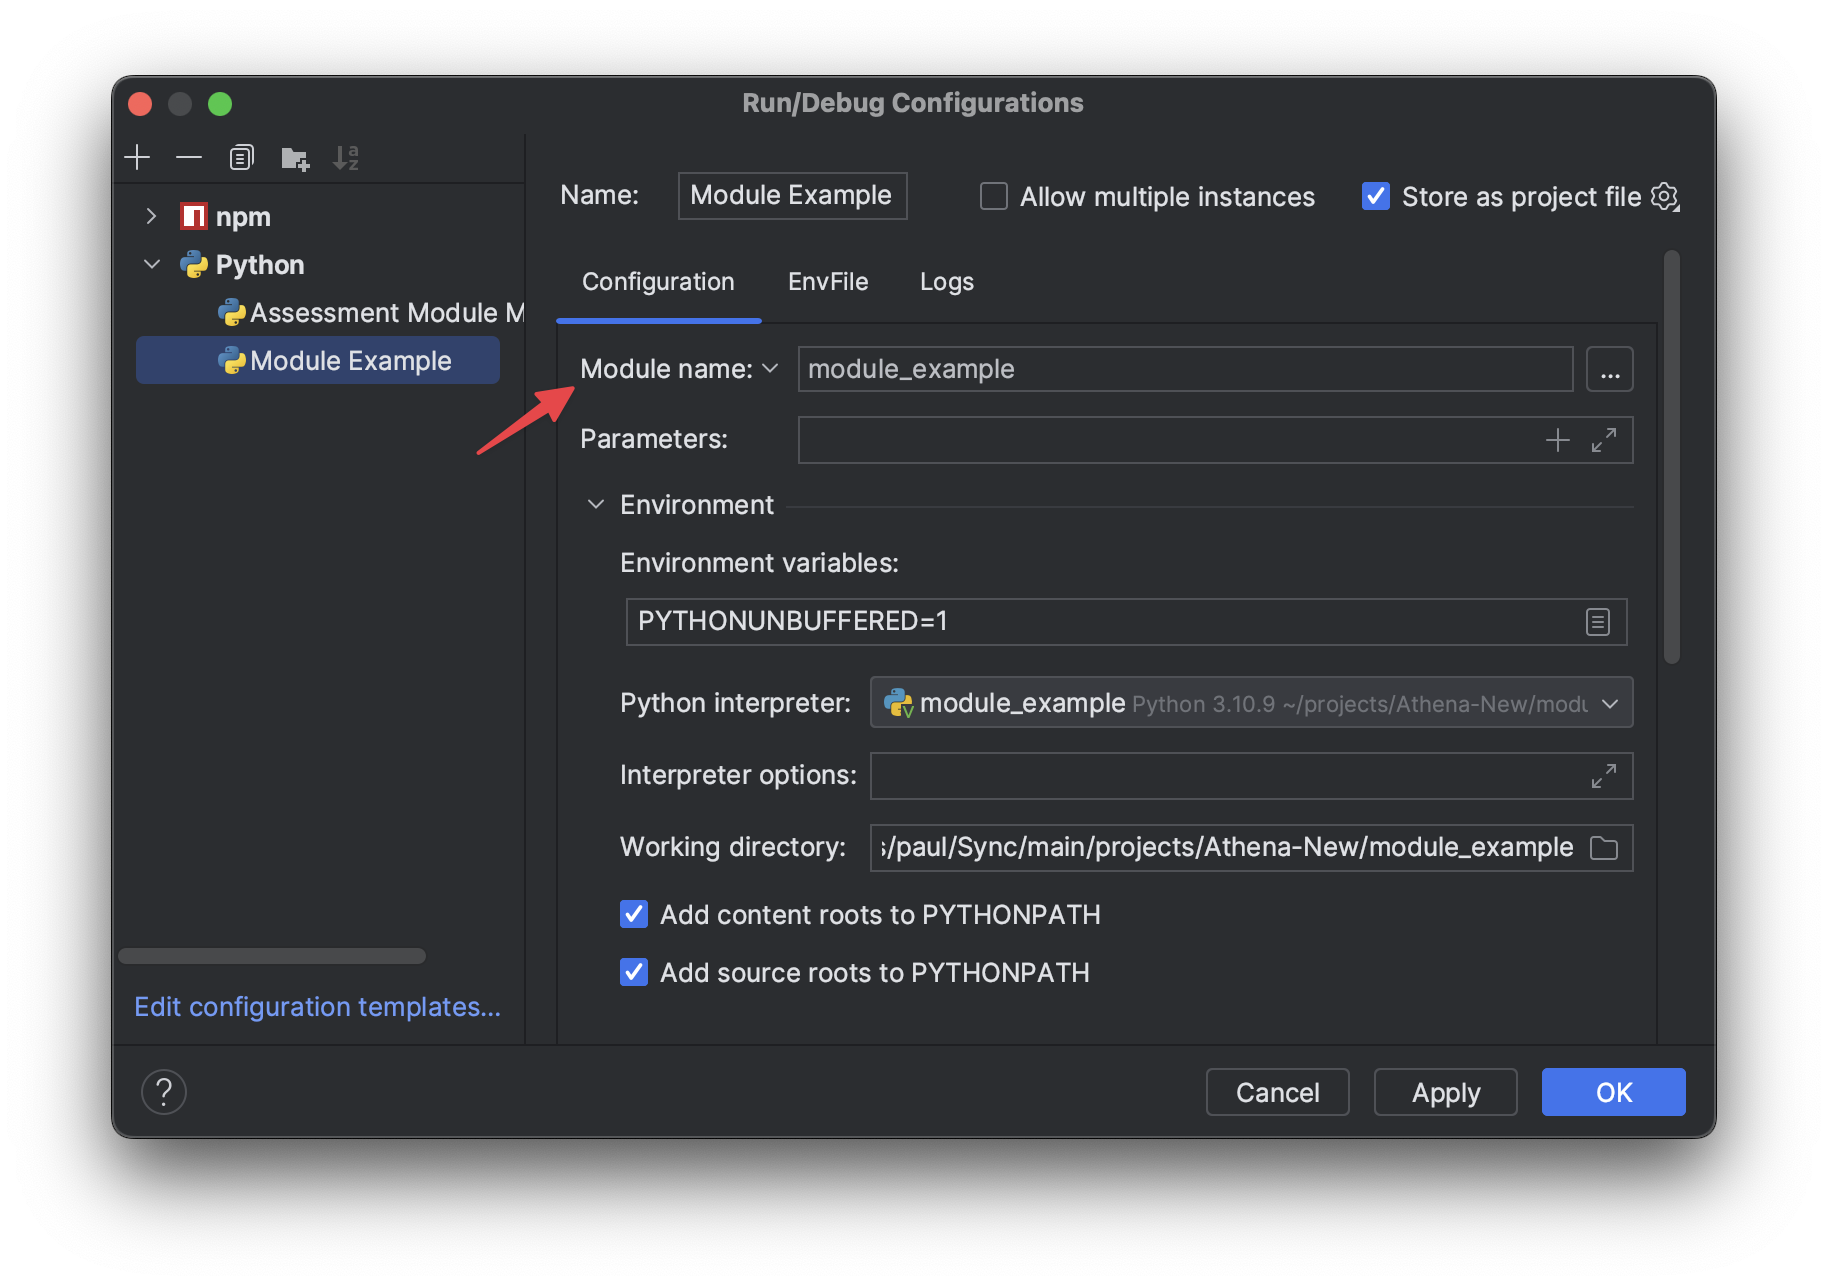 Run/Debug Configurations
npm
Python
Assessment Module M
Module Example
Edit configuration templates...
Name: Module Example Allow multiple instances Store as project file
Configuration EnvFile Logs
Module name: module_example ...
Parameters:
Environment
Environment variables:
PYTHONUNBUFFERED=1
Python interpreter: module_example Python 3.10.9 ~/projects/Athena-New/modu
Interpreter options:
Working directory: s/paul/Sync/main/projects/Athena-New/module_example
Add content roots to PYTHONPATH
Add source roots to PYTHONPATH
? Cancel Apply OK